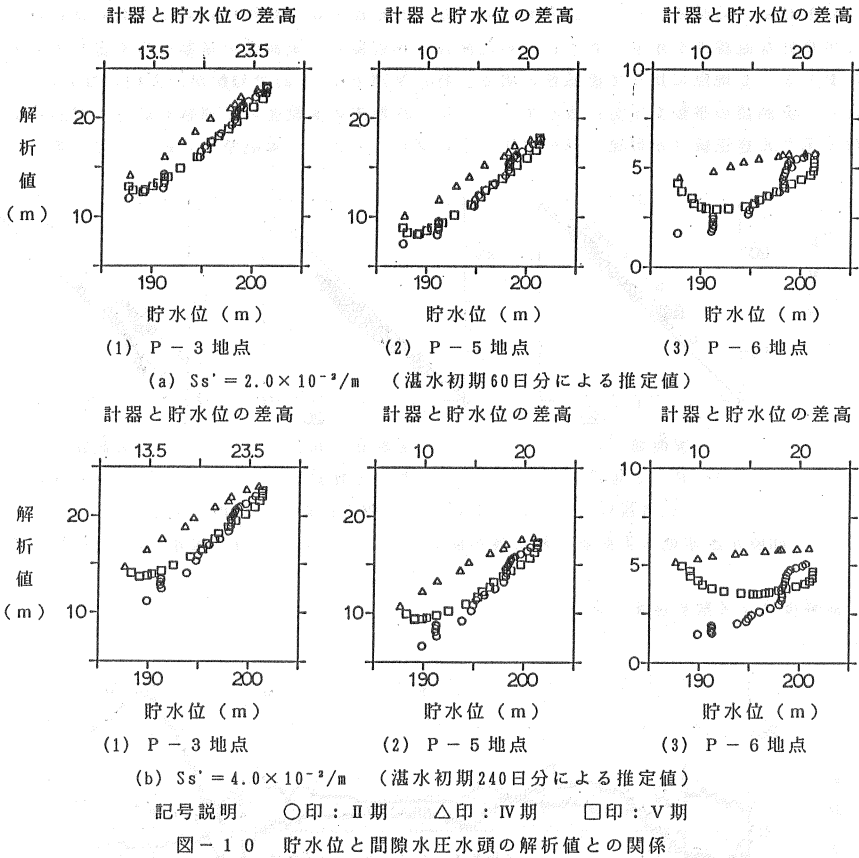 計器と貯水位の差高 計器と貯水位の差高 計器と貯水位の差高
13.5 23.5 10 20 10 20
解析値(m)
20
10
20
10
10
5
0
190 200 190 200 190 200
貯水位(m) 貯水位(m) 貯水位(m)
(1) P-3地点 (2) P-5地点 (3) P-6地点
(a) Ss'=2.0×10⁻³/m (湛水初期60日分による推定値)
計器と貯水位の差高 計器と貯水位の差高 計器と貯水位の差高
13.5 23.5 10 20 10 20
解析値(m)
20
10
20
10
10
5
0
190 200 190 200 190 200
貯水位(m) 貯水位(m) 貯水位(m)
(1) P-3地点 (2) P-5地点 (3) P-6地点
(b) Ss'=4.0×10⁻³/m (湛水初期240日分による推定値)
記号説明 ○印:Ⅱ期 △印:Ⅳ期 □印:Ⅴ期
図-10 貯水位と間隙水圧水頭の解析値との関係